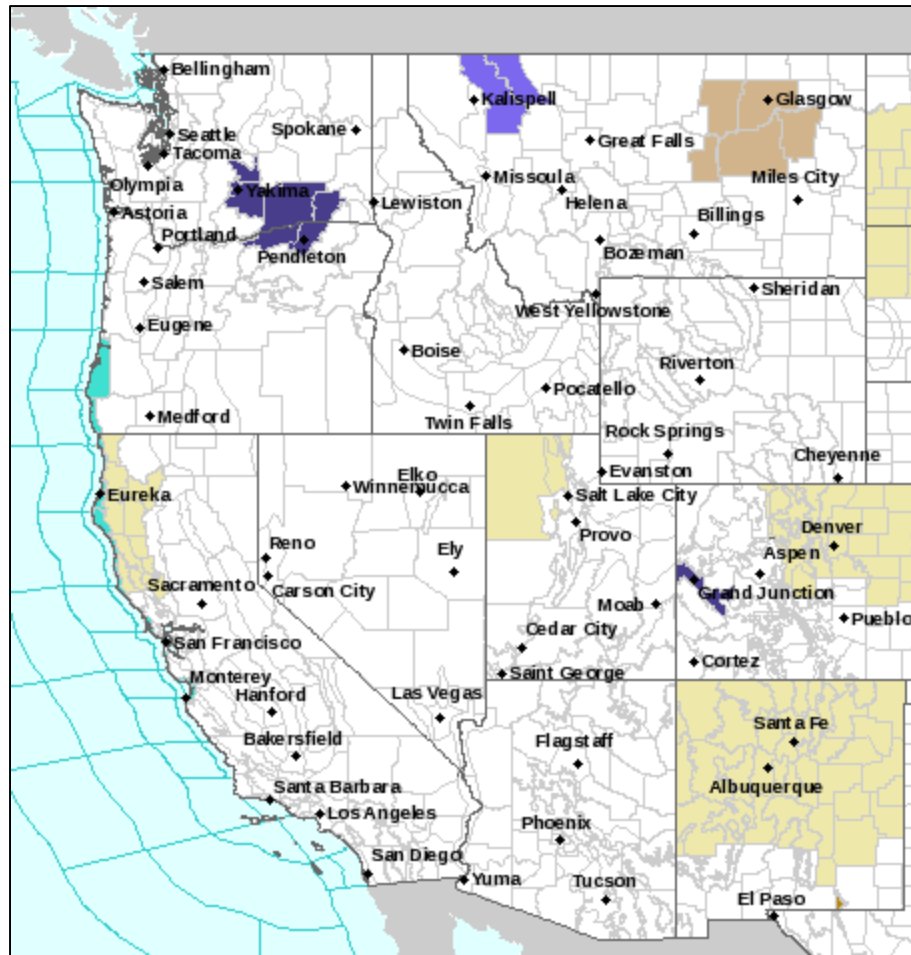 Bellingham
Kalispell
Glasgow
Seattle
Spokane
Great Falls
Tacoma
Olympia
Yakima
Missoula
Miles City
Astoria
Lewiston
Helena
Billings
Portland
Pendleton
Bozeman
Salem
Sheridan
West Yellowstone
Eugene
Boise
Riverton
Pocatello
Medford
Twin Falls
Rock Springs
Cheyenne
Elko
Evanston
Eureka
Winnemucca
Salt Lake City
Provo
Denver
Reno
Ely
Aspen
Sacramento
Carson City
Grand Junction
Moab
Pueblo
San Francisco
Cedar City
Cortez
Monterey
Saint George
Hanford
Las Vegas
Santa Fe
Bakersfield
Flagstaff
Albuquerque
Santa Barbara
Los Angeles
Phoenix
San Diego
Yuma
Tucson
El Paso